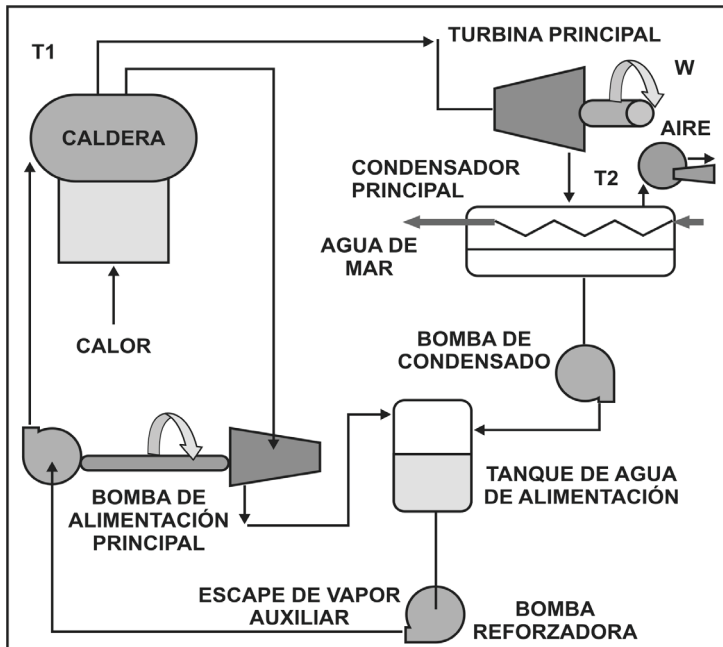 T1
TURBINA PRINCIPAL
W
CALDERA
AIRE
CONDENSADOR
PRINCIPAL
T2
AGUA DE
MAR
CALOR
BOMBA DE
CONDENSADO
TANQUE DE AGUA
DE ALIMENTACIÓN
BOMBA DE
ALIMENTACIÓN
PRINCIPAL
ESCAPE DE VAPOR
AUXILIAR
BOMBA
REFORZADORA